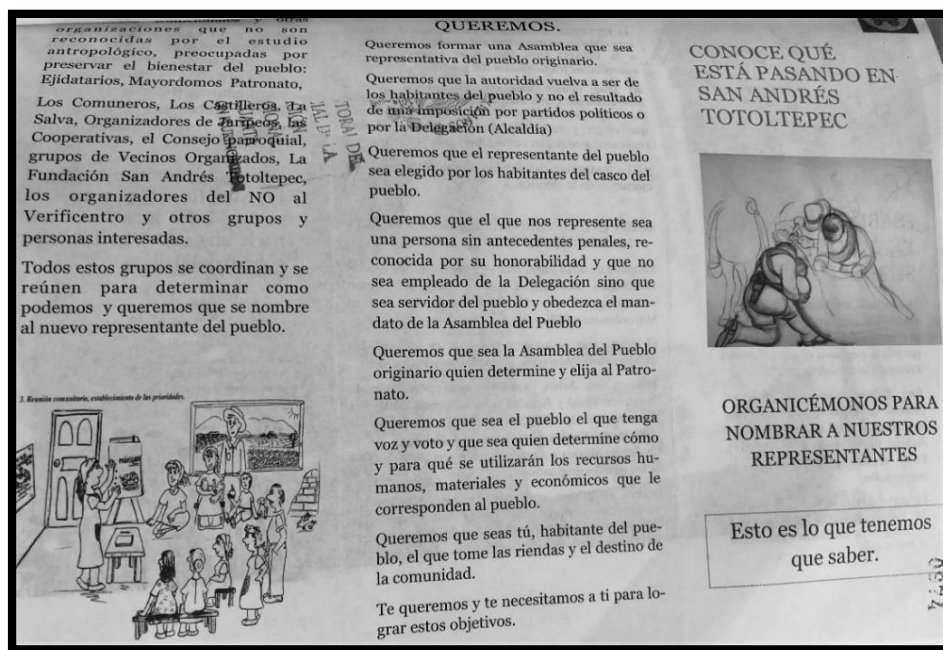 y otras
organizaciones que no son
reconocidas por el estudio
antropológico, preocupadas por
preservar el bienestar del pueblo:
Ejidatarios, Mayordomos Patronato,
Los Comuneros, Los Castilleros, La
Salva, Organizadores de Jaripeos, las
Cooperativas, el Consejo parroquial,
grupos de Vecinos Organizados, La
Fundación San Andrés Totoltepec,
los organizadores del NO al
Verificentro y otros grupos y
personas interesadas.
Todos estos grupos se coordinan y se
reúnen para determinar como
podemos y queremos que se nombre
al nuevo representante del pueblo.
3. Reunión comunitaria, establecimiento de las prioridades.
QUEREMOS.
Queremos formar una Asamblea que sea
representativa del pueblo originario.
Queremos que la autoridad vuelva a ser de
los habitantes del pueblo y no el resultado
de una imposición por partidos políticos o
por la Delegación (Alcaldía)
Queremos que el representante del pueblo
sea elegido por los habitantes del casco del
pueblo.
Queremos que el que nos represente sea
una persona sin antecedentes penales, re-
conocida por su honorabilidad y que no
sea empleado de la Delegación sino que
sea servidor del pueblo y obedezca el man-
dato de la Asamblea del Pueblo
Queremos que sea la Asamblea del Pueblo
originario quien determine y elija al Patro-
nato.
Queremos que sea el pueblo el que tenga
voz y voto y que sea quien determine cómo
y para qué se utilizarán los recursos hu-
manos, materiales y económicos que le
corresponden al pueblo.
Queremos que seas tú, habitante del pue-
blo, el que tome las riendas y el destino de
la comunidad.
Te queremos y te necesitamos a ti para lo-
grar estos objetivos.
CONOCE QUÉ
ESTÁ PASANDO EN
SAN ANDRÉS
TOTOLTEPEC
ORGANICÉMONOS PARA
NOMBRAR A NUESTROS
REPRESENTANTES
Esto es lo que tenemos
que saber.